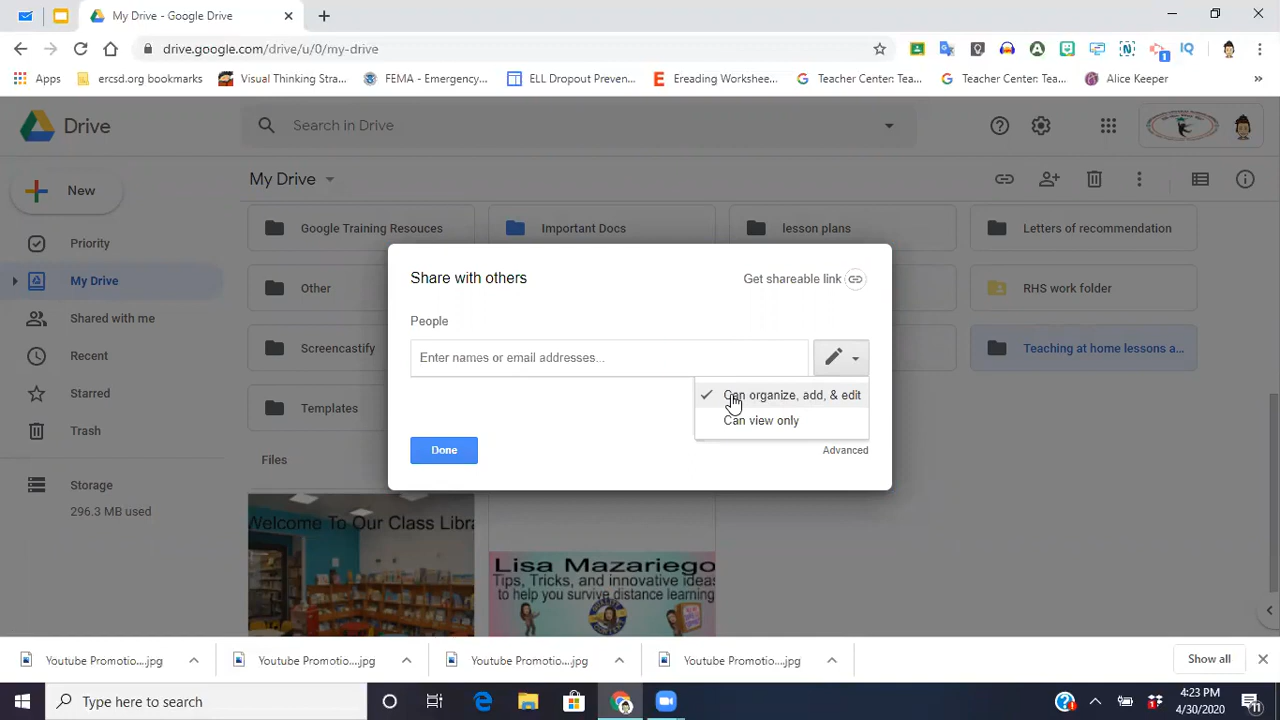 My Drive - Google Drive
drive.google.com/drive/u/0/my-drive
Apps
ercsd.org bookmarks
Visual Thinking Stra...
FEMA - Emergency...
ELL Dropout Preven...
Ereading Workshee...
Teacher Center: Tea...
Teacher Center: Tea...
Alice Keeper
Drive
Search in Drive
New
My Drive
Priority
My Drive
Shared with me
Recent
Starred
Trash
Storage
296.3 MB used
Google Training Resouces
Important Docs
lesson plans
Letters of recommendation
Other
RHS work folder
Screencastify
Teaching at home lessons a...
Templates
Files
Share with others
Get shareable link
People
Enter names or email addresses...
Can organize, add, & edit
Can view only
Done
Advanced
Welcome To Our Class Libra
Lisa Mazariego
Tips, Tricks, and innovative ideas
to help you survive distance learning
Youtube Promotio....jpg
Youtube Promotio....jpg
Youtube Promotio....jpg
Youtube Promotio....jpg
Show all
Type here to search
4:23 PM
4/30/2020